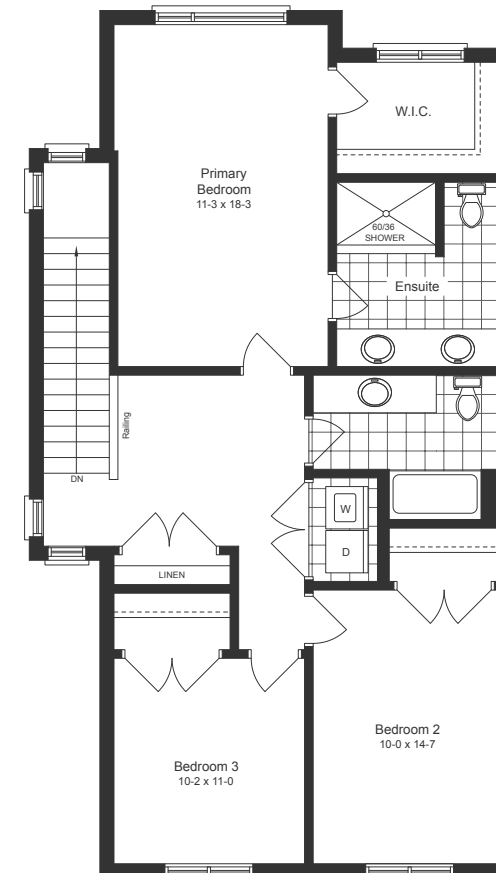 W.I.C.
Primary
Bedroom
11-3 x 18-3
60/36
SHOWER
Ensuite
Railing
DN
W
D
LINEN
Bedroom 2
10-0 x 14-7
Bedroom 3
10-2 x 11-0